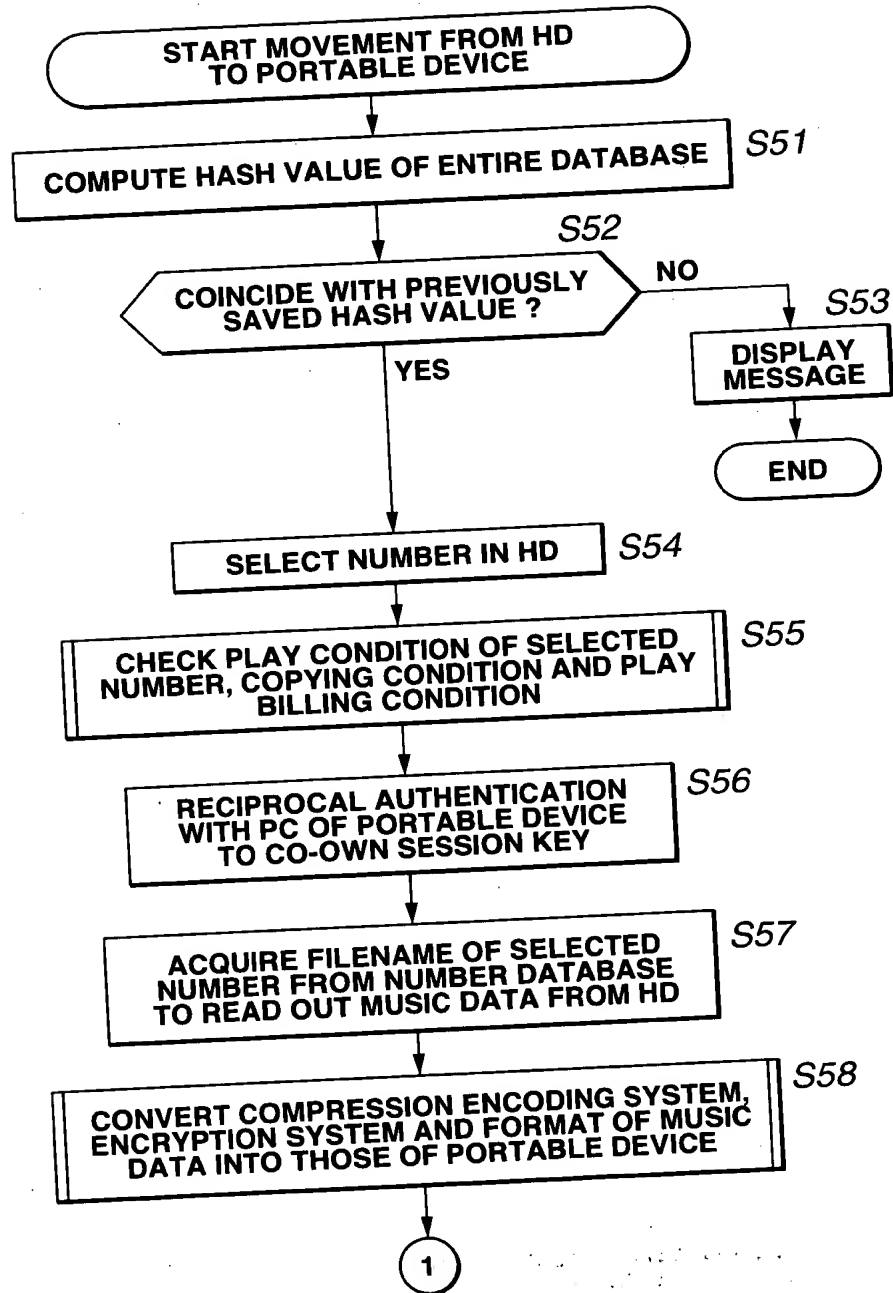 START MOVEMENT FROM HD
TO PORTABLE DEVICE
COMPUTE HASH VALUE OF ENTIRE DATABASE
S51
S52
COINCIDE WITH PREVIOUSLY
SAVED HASH VALUE ?
NO
S53
DISPLAY
MESSAGE
YES
END
SELECT NUMBER IN HD
S54
CHECK PLAY CONDITION OF SELECTED
NUMBER, COPYING CONDITION AND PLAY
BILLING CONDITION
S55
RECIPROCAL AUTHENTICATION
WITH PC OF PORTABLE DEVICE
TO CO-OWN SESSION KEY
S56
ACQUIRE FILENAME OF SELECTED
NUMBER FROM NUMBER DATABASE
TO READ OUT MUSIC DATA FROM HD
S57
CONVERT COMPRESSION ENCODING SYSTEM,
ENCRYPTION SYSTEM AND FORMAT OF MUSIC
DATA INTO THOSE OF PORTABLE DEVICE
S58
1